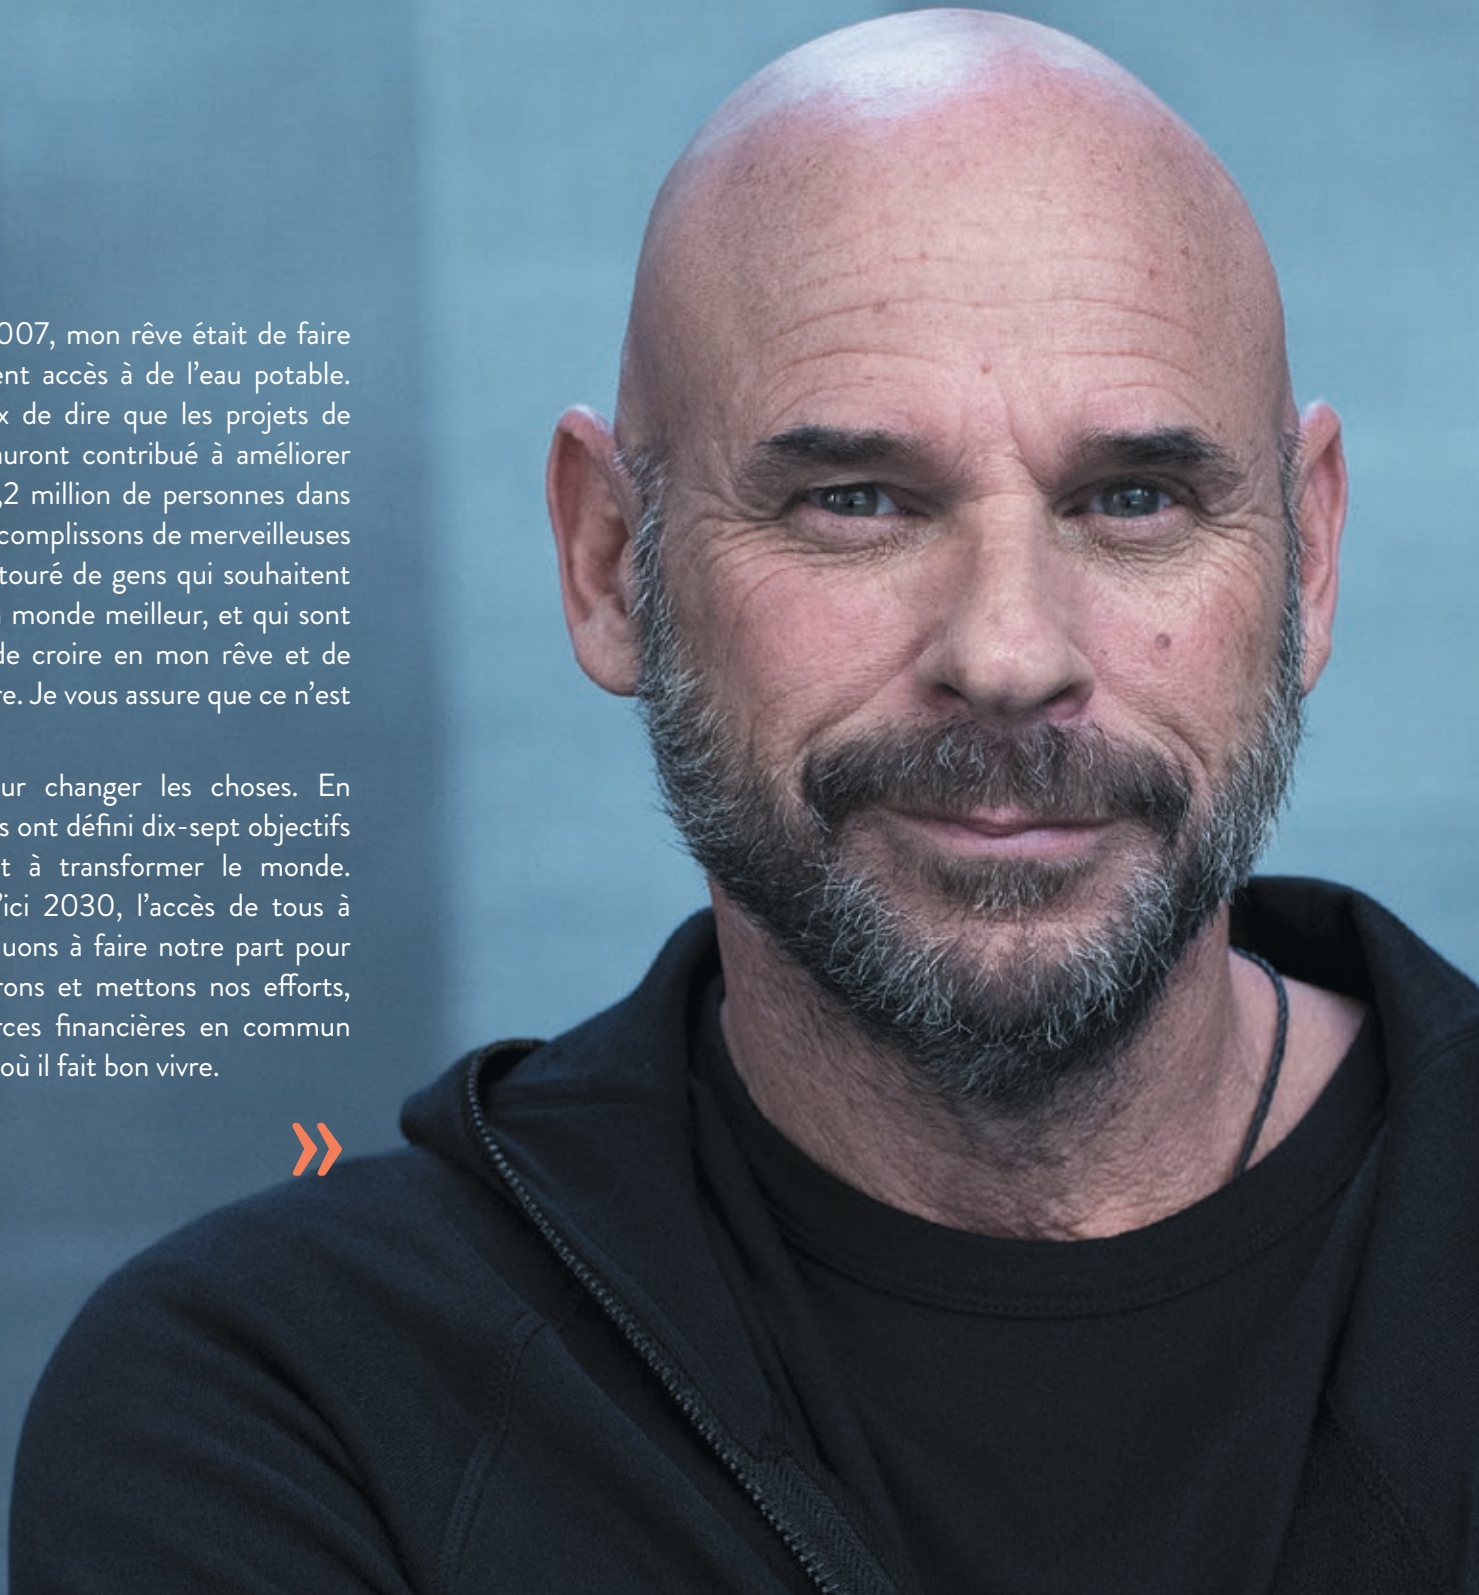 007, mon rêve était de faire
ent accès à de l’eau potable.
x de dire que les projets de
auront contribué à améliorer
,2 million de personnes dans
complissons de merveilleuses
touré de gens qui souhaitent
monde meilleur, et qui sont
de croire en mon rêve et de
re. Je vous assure que ce n’est
ur changer les choses. En
s ont défini dix-sept objectifs
t à transformer le monde.
’ici 2030, l’accès de tous à
uons à faire notre part pour
rons et mettons nos efforts,
rces financières en commun
où il fait bon vivre.
»